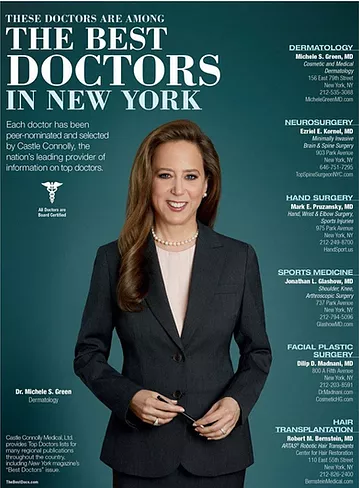 THESE DOCTORS ARE AMONG
THE BEST
DOCTORS
IN NEW YORK
Each doctor has been
peer-nominated and selected
by Castle Connolly, the
nation's leading provider of
information on top doctors.
All Doctors are
Board Certified
Dr. Michele S. Green
Dermatology
Castle Connolly Medical, Ltd.
provides Top Doctors lists for
many regional publications
throughout the country,
including New York magazine's
"Best Doctors" issue.
TheBestDocs.com
DERMATOLOGY
Michele S. Green, MD
Cosmetic and Medical
Dermatology
156 East 79th Street
New York, NY
212-535-3088
MicheleGreenMD.com
NEUROSURGERY
Ezriel E. Kornel, MD
Minimally Invasive
Brain & Spine Surgery
903 Park Avenue
New York, NY
646-751-7295
TopSpineSurgeonNYC.com
HAND SURGERY
Mark E. Pruzansky, MD
Hand, Wrist & Elbow Surgery,
Sports Injuries
975 Park Avenue
New York, NY
212-249-8700
HandSport.us
SPORTS MEDICINE
Jonathan L. Glashow, MD
Shoulder, Knee,
Arthroscopic Surgery
737 Park Avenue
New York, NY
212-794-5096
GlashowMD.com
FACIAL PLASTIC
SURGERY
Dilip D. Madnani, MD
800 A Fifth Avenue
New York, NY
212-203-8591
DrMadnani.com
CosmeticHG.com
HAIR
TRANSPLANTATION
Robert M. Bernstein, MD
ARTAS® Robotic Hair Transplants
Center for Hair Restoration
110 East 55th Street
New York, NY
212-826-2400
BernsteinMedical.com